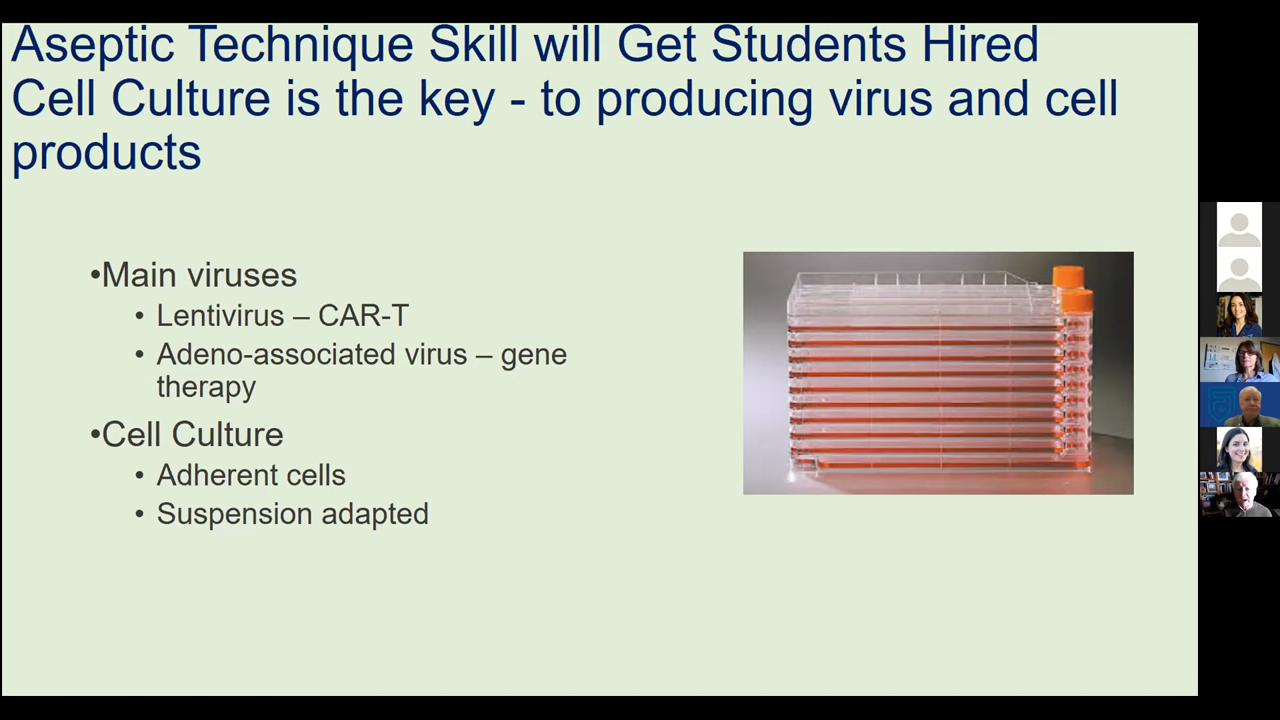 Aseptic Technique Skill will Get Students Hired
Cell Culture is the key - to producing virus and cell
products
•Main viruses
• Lentivirus – CAR-T
• Adeno-associated virus – gene
therapy
•Cell Culture
• Adherent cells
• Suspension adapted